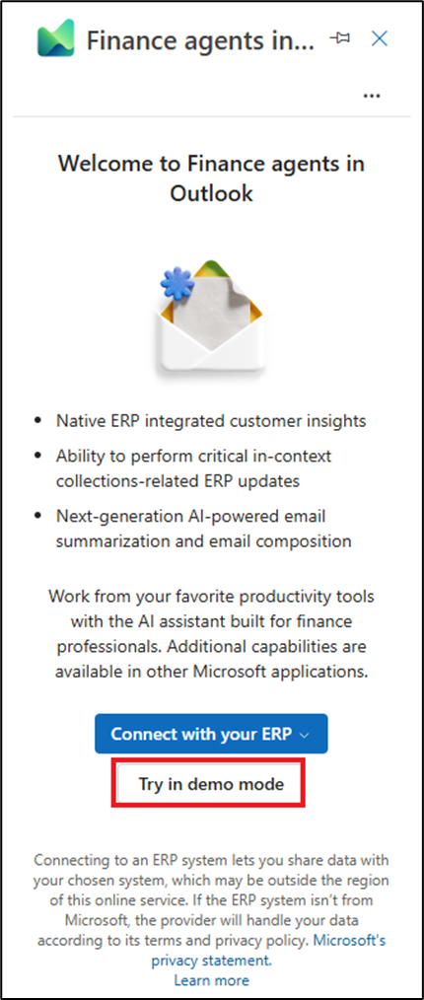 Finance agents in...
...
Welcome to Finance agents in
Outlook
• Native ERP integrated customer insights
• Ability to perform critical in-context
collections-related ERP updates
• Next-generation AI-powered email
summarization and email composition
Work from your favorite productivity tools
with the AI assistant built for finance
professionals. Additional capabilities are
available in other Microsoft applications.
Connect with your ERP
Try in demo mode
Connecting to an ERP system lets you share data with
your chosen system, which may be outside the region
of this online service. If the ERP system isn't from
Microsoft, the provider will handle your data
according to its terms and privacy policy. Microsoft's
privacy statement.
Learn more